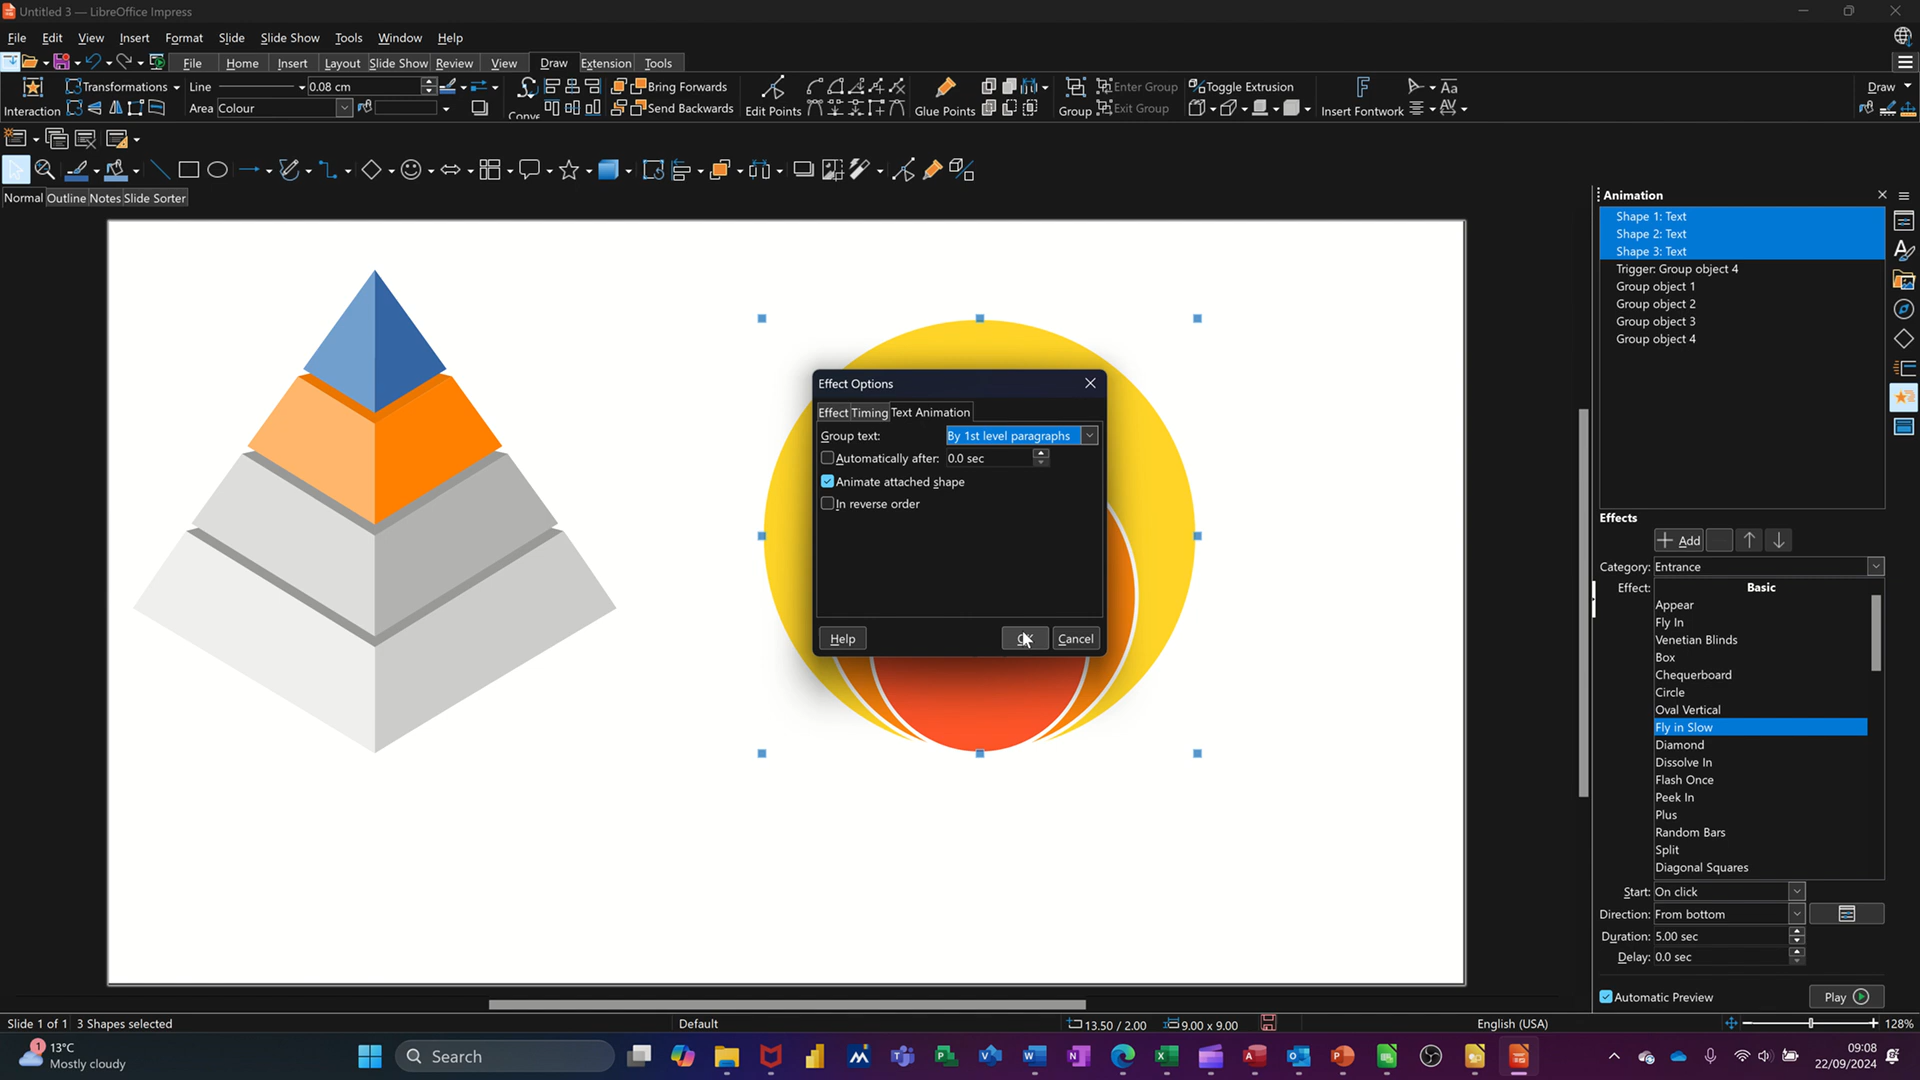 Untitled 3 — LibreOffice Impress
File Edit View Insert Format Slide Slide Show Tools Window Help
File Home Insert Layout Slide Show Review View Draw Extension Tools
Transformations Line 0.08 cm Bring Forwards Enter Group Toggle Extrusion Draw
Interaction Area Colour Send Backwards Edit Points Glue Points Group Exit Group Insert Fontwork
Normal Outline Notes Slide Sorter
Animation
Shape 1: Text
Shape 2: Text
Shape 3: Text
Trigger: Group object 4
Group object 1
Group object 2
Group object 3
Group object 4
Effect Options
Effect Timing Text Animation
Group text: By 1st level paragraphs
Automatically after: 0.0 sec
Animate attached shape
In reverse order
Help Cancel
Effects
Add
Category: Entrance
Effect: Basic
Appear
Fly In
Venetian Blinds
Box
Chequerboard
Circle
Oval Vertical
Fly in Slow
Diamond
Dissolve In
Flash Once
Peek In
Plus
Random Bars
Split
Diagonal Squares
Start: On click
Direction: From bottom
Duration: 5.00 sec
Delay: 0.0 sec
Automatic Preview Play
Slide 1 of 1 3 Shapes selected Default 13.50 / 2.00 9.00 x 9.00 English (USA) 128%
1 13°C
Mostly cloudy
Search
09:08
22/09/2024